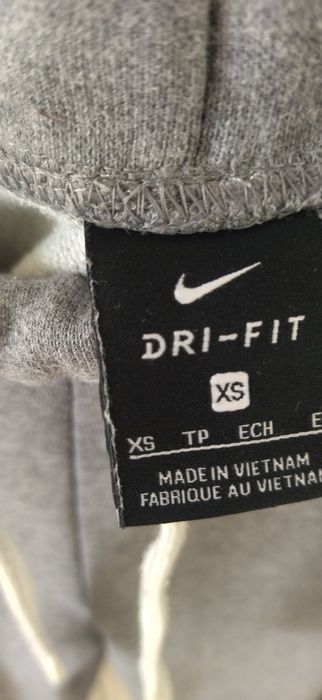 DRI-FIT
XS
XS TP ECH E
MADE IN VIETNAM
FABRIQUE AU VIETNA